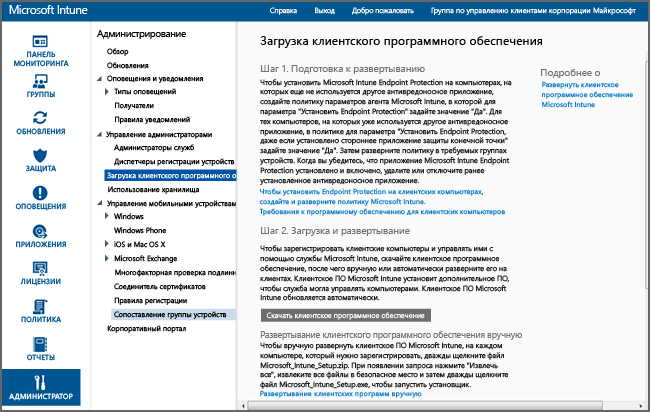 Microsoft Intune
Справка
Выход
Добро пожаловать
Группа по управлению клиентами корпорации Майкрософт
ПАНЕЛЬ
МОНИТОРИНГА
ГРУППЫ
ОБНОВЛЕНИЯ
ЗАЩИТА
ОПОВЕЩЕНИЯ
ПРИЛОЖЕНИЯ
ЛИЦЕНЗИИ
ПОЛИТИКА
ОТЧЕТЫ
АДМИНИСТРАТОР
Администрирование
Обзор
Обновления
Оповещения и уведомления
Типы оповещений
Получатели
Правила уведомлений
Управление администраторами
Администраторы служб
Диспетчеры регистрации устройств
Загрузка клиентского программного о
Использование хранилища
Управление мобильными устройствам
Windows
Windows Phone
iOS и Mac OS X
Microsoft Exchange
Многофакторная проверка подлинн
Соединитель сертификатов
Правила регистрации
Сопоставление группы устройств
Корпоративный портал
Загрузка клиентского программного обеспечения
Шаг 1. Подготовка к развертыванию
Чтобы установить Microsoft Intune Endpoint Protection на компьютерах, на
которых еще не используется другое антивредоносное приложение,
создайте политику параметров агента Microsoft Intune, в которой для
параметра "Установить Endpoint Protection" задайте значение "Да". Для
тех компьютеров, на которых уже используется другое антивредоносное
приложение, в политике для параметра "Установить Endpoint Protection,
даже если установлено стороннее приложение защиты конечной точки"
задайте значение "Да". Затем разверните политику в требуемых группах
устройств. Когда вы убедитесь, что приложение Microsoft Intune Endpoint
Protection установлено и включено, удалите или отключите ранее
установленное антивредоносное приложение.
Чтобы установить Endpoint Protection на клиентских компьютерах,
создайте и разверните политику Microsoft Intune.
Требования к программному обеспечению для клиентских компьютеров
Шаг 2. Загрузка и развертывание
Чтобы зарегистрировать клиентские компьютеры и управлять ими с
помощью службы Microsoft Intune, скачайте клиентское программное
обеспечение, после чего вручную или автоматически разверните его на
клиентах. Клиентское ПО Microsoft Intune установит дополнительное ПО,
чтобы служба могла управлять компьютерами. Клиентское ПО Microsoft Intune
обновляется автоматически.
Скачать клиентское программное обеспечение
Развертывание клиентского программного обеспечения вручную
Чтобы вручную развернуть клиентское ПО Microsoft Intune, на каждом
компьютере, который нужно зарегистрировать, дважды щелкните файл
Microsoft_Intune_Setup.zip. При появлении запроса нажмите "Извлечь
все", извлеките все файлы в безопасное место и затем дважды щелкните
файл Microsoft_Intune_Setup.exe, чтобы запустить установщик.
Развертывание клиентских программ вручную
Подробнее о
Развернуть клиентское
программное обеспечение
Microsoft Intune